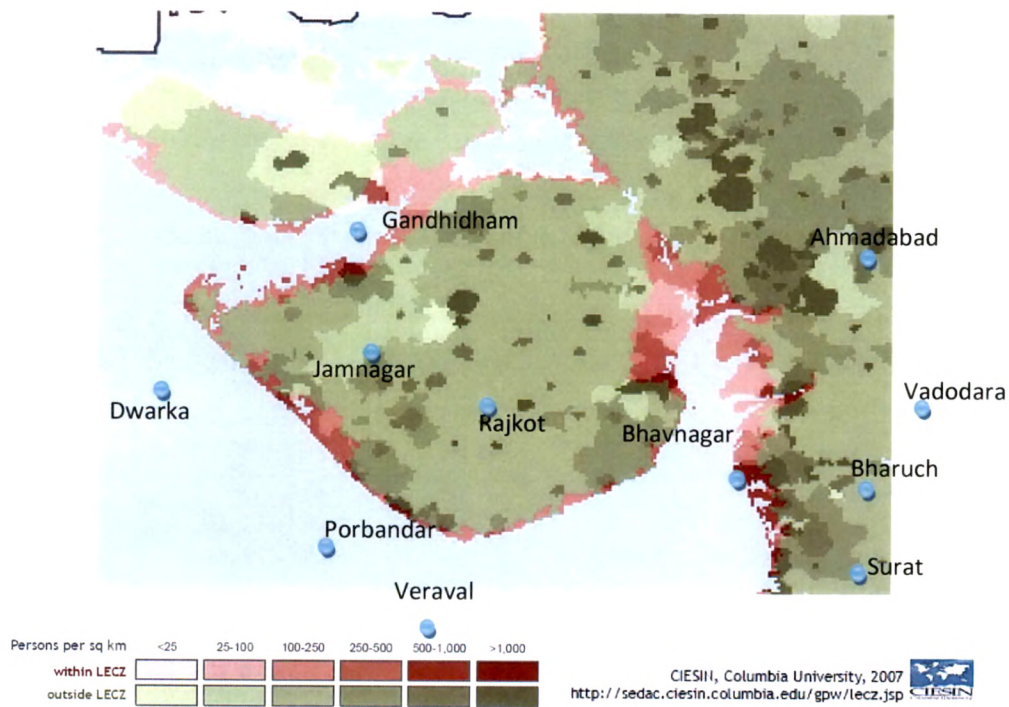 Gandhidham
Ahmadabad
Jamnagar
Dwarka
Rajkot
Vadodara
Bhavnagar
Bharuch
Porbandar
Surat
Veraval
Persons per sq km <25 25-100 100-250 250-500 500-1,000 >1,000
within LECZ
outside LECZ
CIESIN, Columbia University, 2007
http://sedac.ciesin.columbia.edu/gpw/lecz.jsp
CIESIN